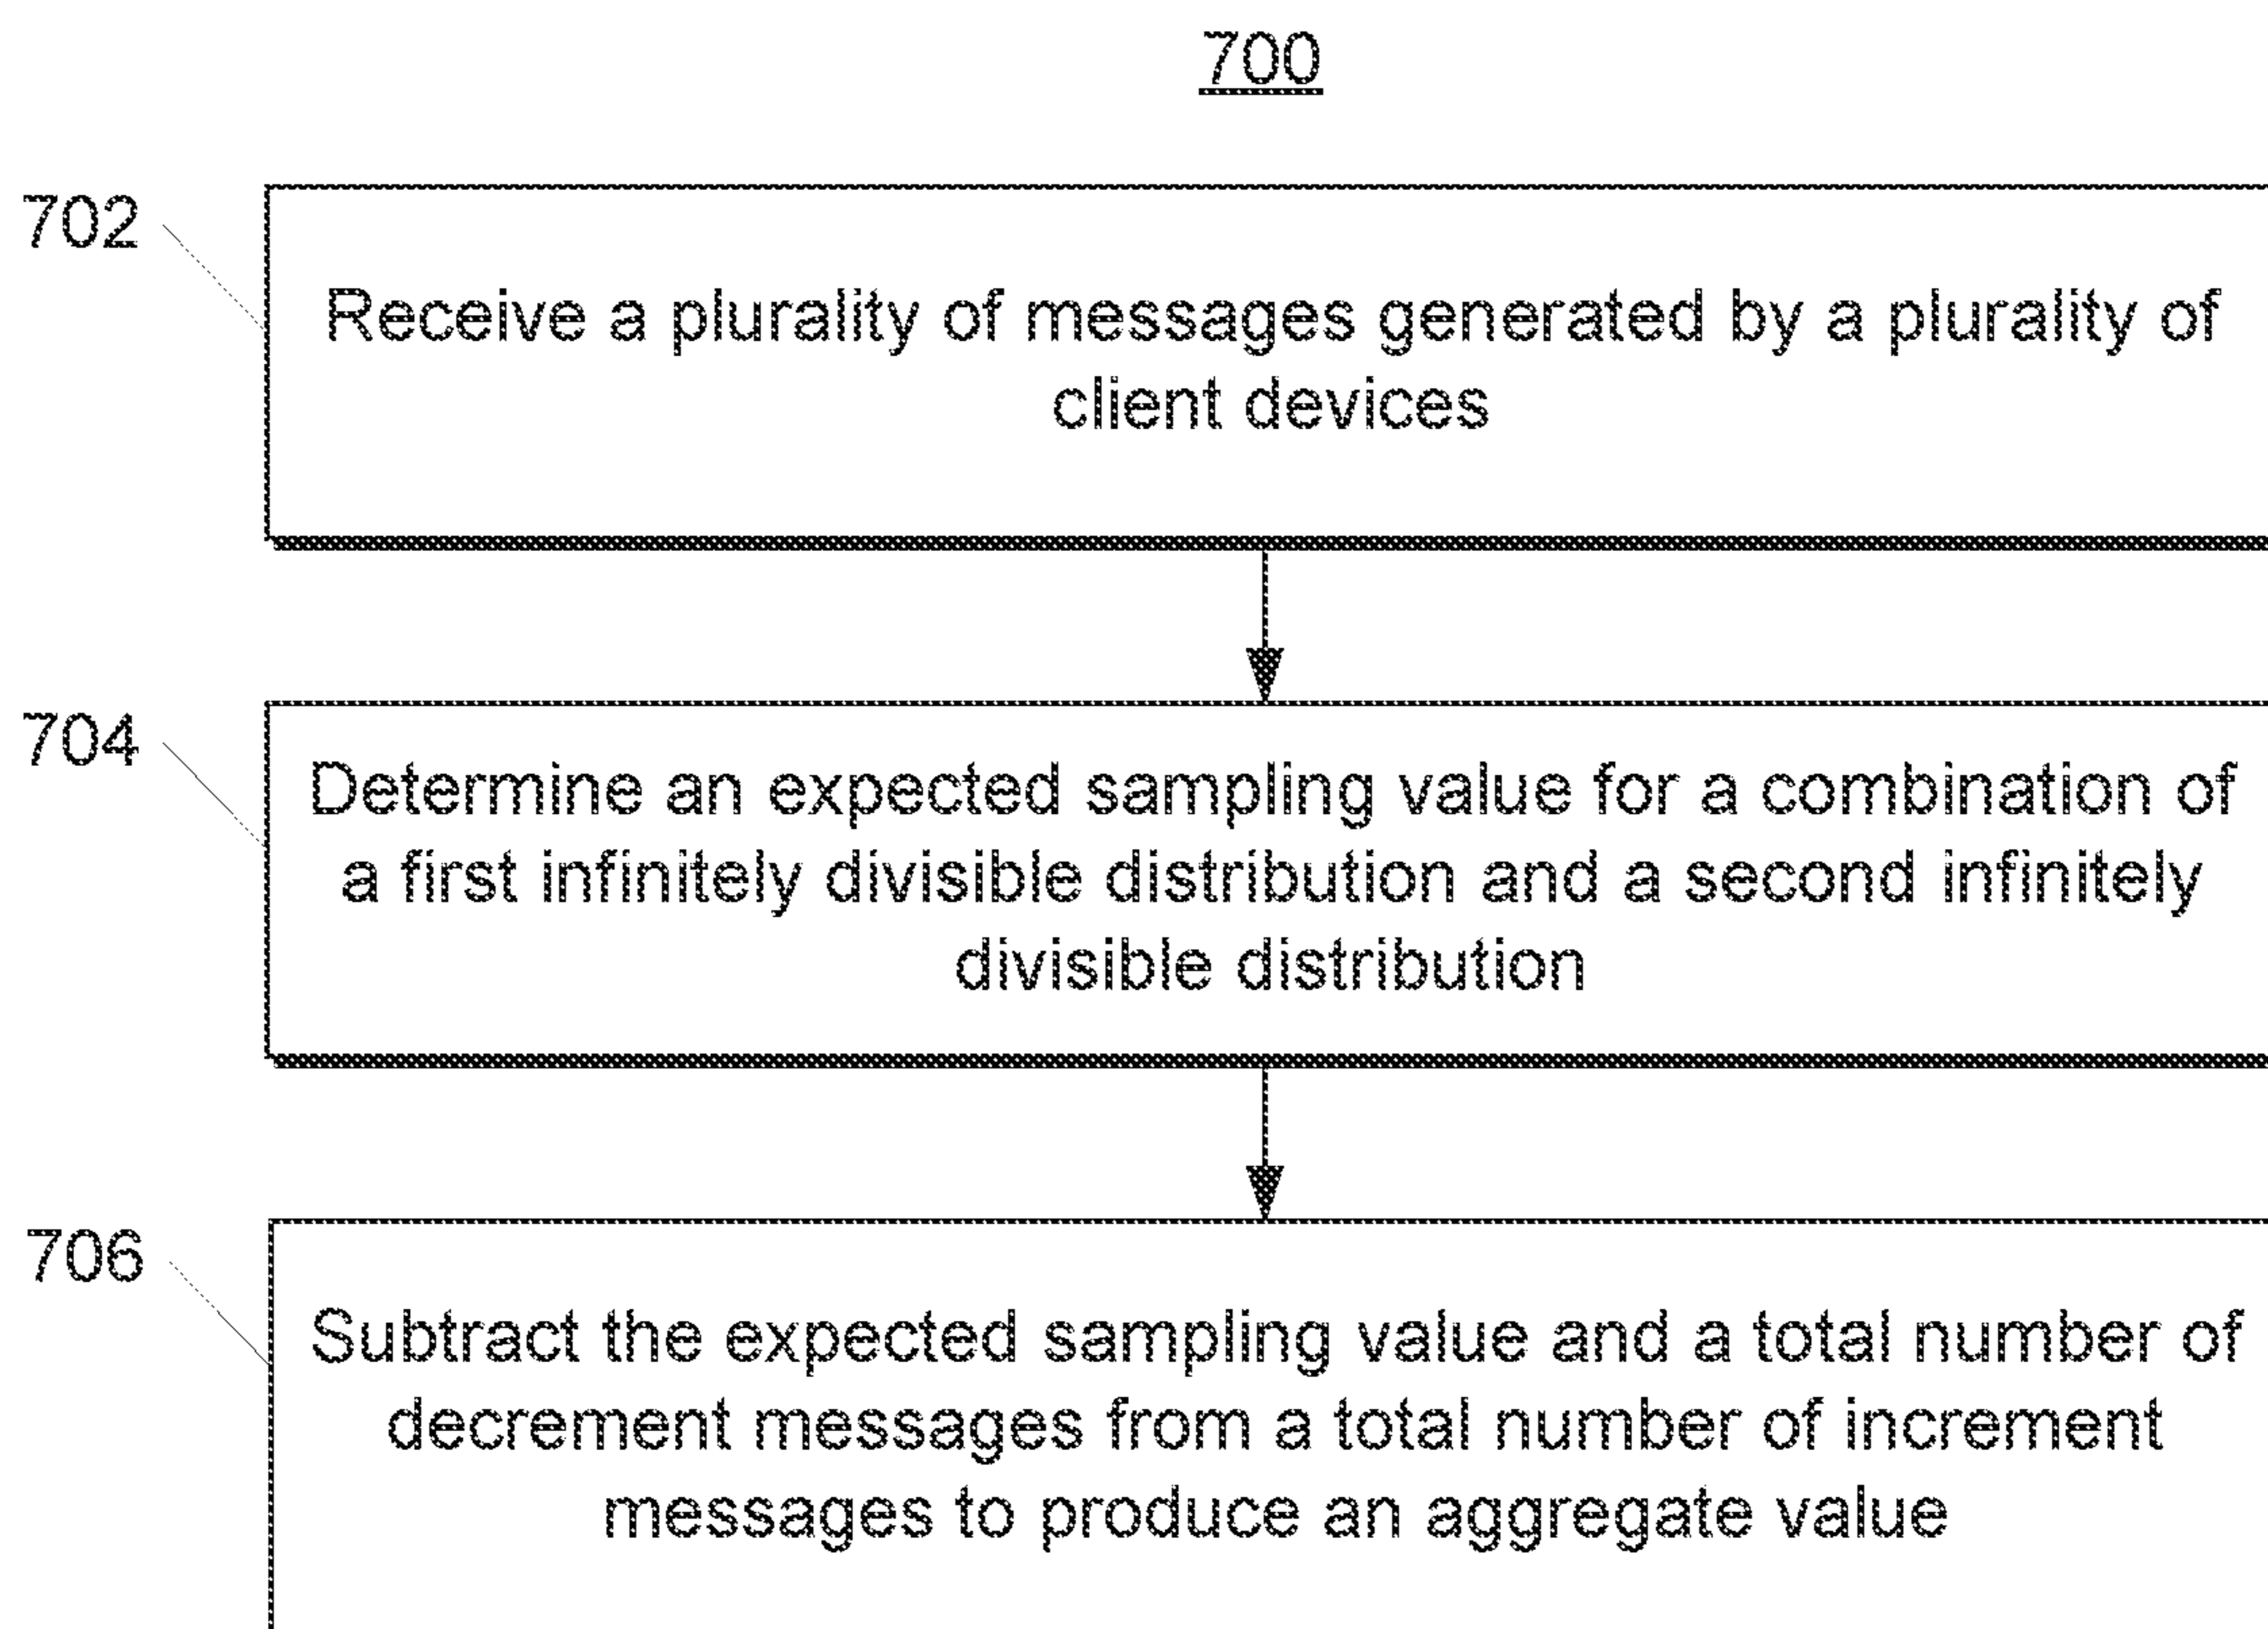 700
702
Receive a plurality of messages generated by a plurality of
client devices
704
Determine an expected sampling value for a combination of
a first infinitely divisible distribution and a second infinitely
divisible distribution
706
Subtract the expected sampling value and a total number of
decrement messages from a total number of increment
messages to produce an aggregate value